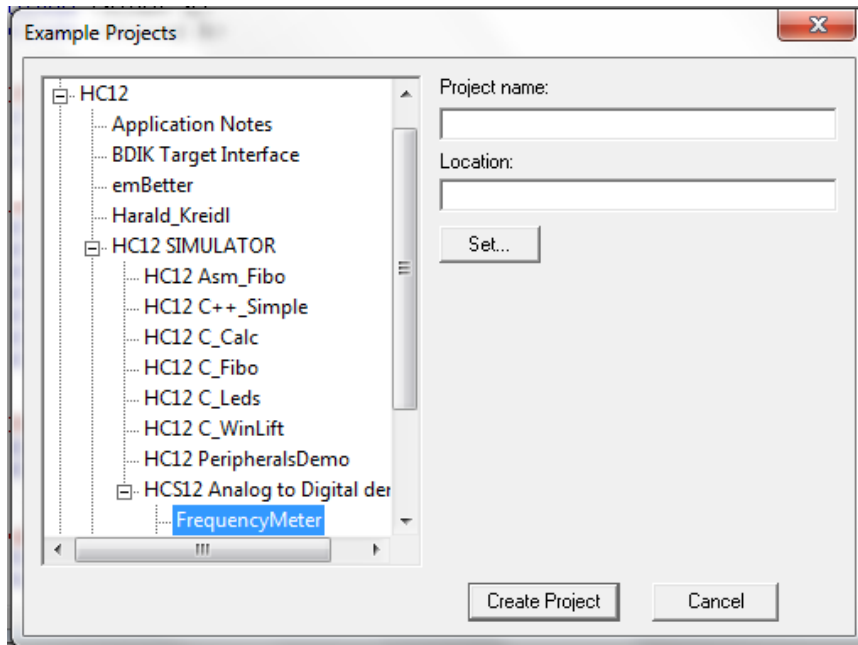 Example Projects
HC12
Application Notes
BDIK Target Interface
emBetter
Harald_Kreidl
HC12 SIMULATOR
HC12 Asm_Fibo
HC12 C++_Simple
HC12 C_Calc
HC12 C_Fibo
HC12 C_Leds
HC12 C_WinLift
HC12 PeripheralsDemo
HCS12 Analog to Digital der
FrequencyMeter
Project name:
Location:
Set...
Create Project
Cancel